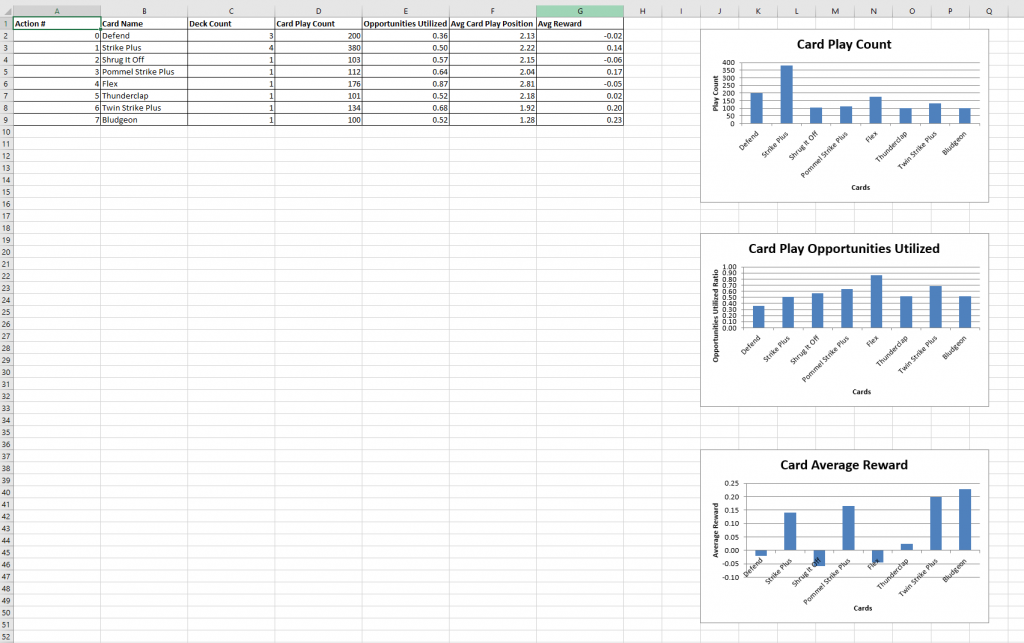 A B C D E F G H I J K L M N O P Q
1 Action # Card Name Deck Count Card Play Count Opportunities Utilized Avg Card Play Position Avg Reward
2 0 Defend 3 200 0.36 2.13 -0.02
3 1 Strike Plus 4 380 0.50 2.22 0.14
4 2 Shrug It Off 1 103 0.57 2.15 -0.06
5 3 Pommel Strike Plus 1 112 0.64 2.04 0.17
6 4 Flex 1 176 0.87 2.81 -0.05
7 5 Thunderclap 1 101 0.52 2.18 0.02
8 6 Twin Strike Plus 1 134 0.68 1.92 0.20
9 7 Bludgeon 1 100 0.52 1.28 0.23
10
11
12
13
14
15
16
17
18
19
20
21
22
23
24
25
26
27
28
29
30
31
32
33
34
35
36
37
38
39
40
41
42
43
44
45
46
47
48
49
50
51
52
Card Play Count
Play Count
400
350
300
250
200
150
100
50
0
Defend
Strike Plus
Shrug It Off
Pommel Strike Plus
Flex
Thunderclap
Twin Strike Plus
Bludgeon
Cards
Card Play Opportunities Utilized
Opportunities Utilized Ratio
1.00
0.90
0.80
0.70
0.60
0.50
0.40
0.30
0.20
0.10
0.00
Defend
Strike Plus
Shrug It Off
Pommel Strike Plus
Flex
Thunderclap
Twin Strike Plus
Bludgeon
Cards
Card Average Reward
Average Reward
0.25
0.20
0.15
0.10
0.05
0.00
-0.05
-0.10
Defend
Strike Plus
Shrug It Off
Pommel Strike Plus
Flex
Thunderclap
Twin Strike Plus
Bludgeon
Cards